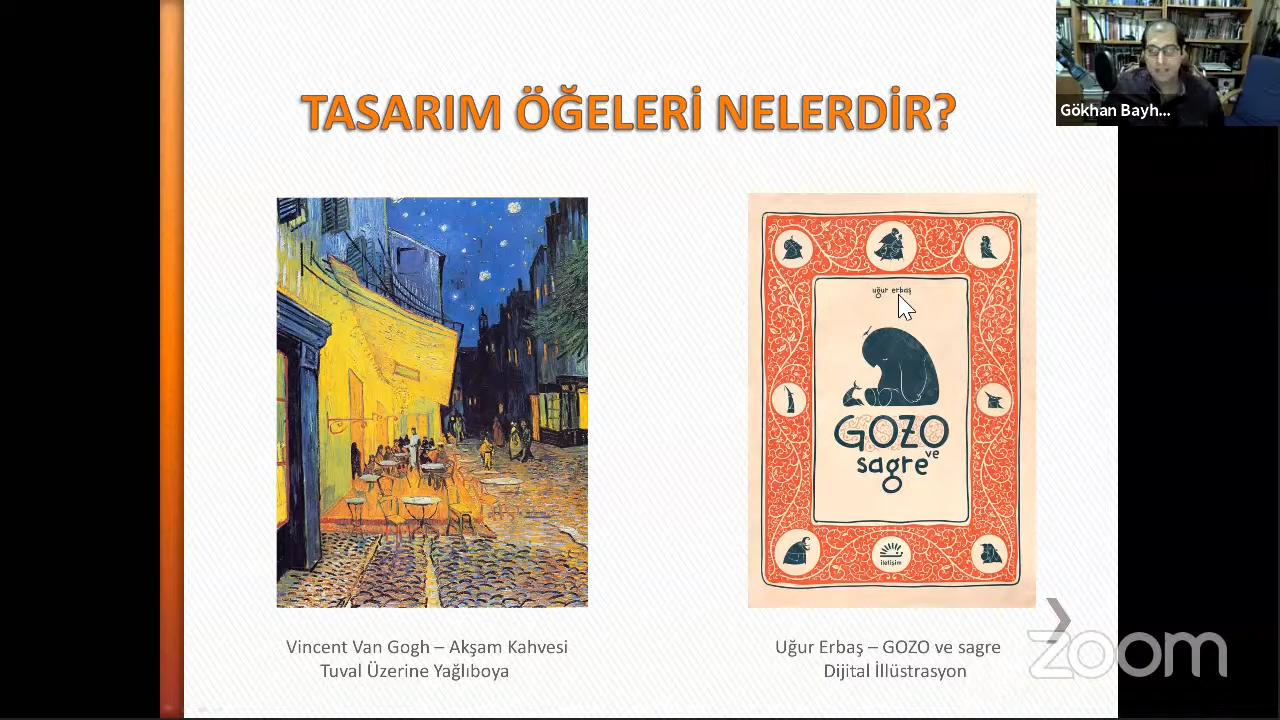 TASARIM ÖĞELERİ NELERDİR?
Gökhan Bayh...
uğur erbaş
GOZO
ve
sagre
iletişim
Vincent Van Gogh – Akşam Kahvesi
Tuval Üzerine Yağlıboya
Uğur Erbaş – GOZO ve sagre
Dijital İllüstrasyon
zoom